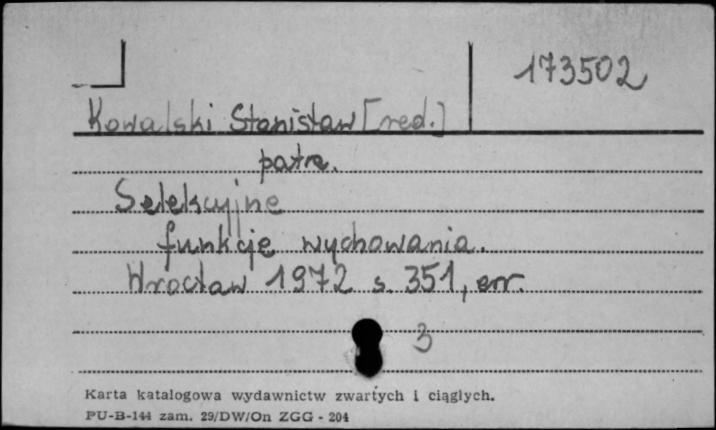 173502
Kowalski Stanisław [red.]
patrz.
Selekcyjne
funkcje wychowania.
Wrocław 1972 s. 351, err.
3
Karta katalogowa wydawnictw zwartych i ciągłych.
PU-B-144 zam. 29/DW/On ZGG - 204